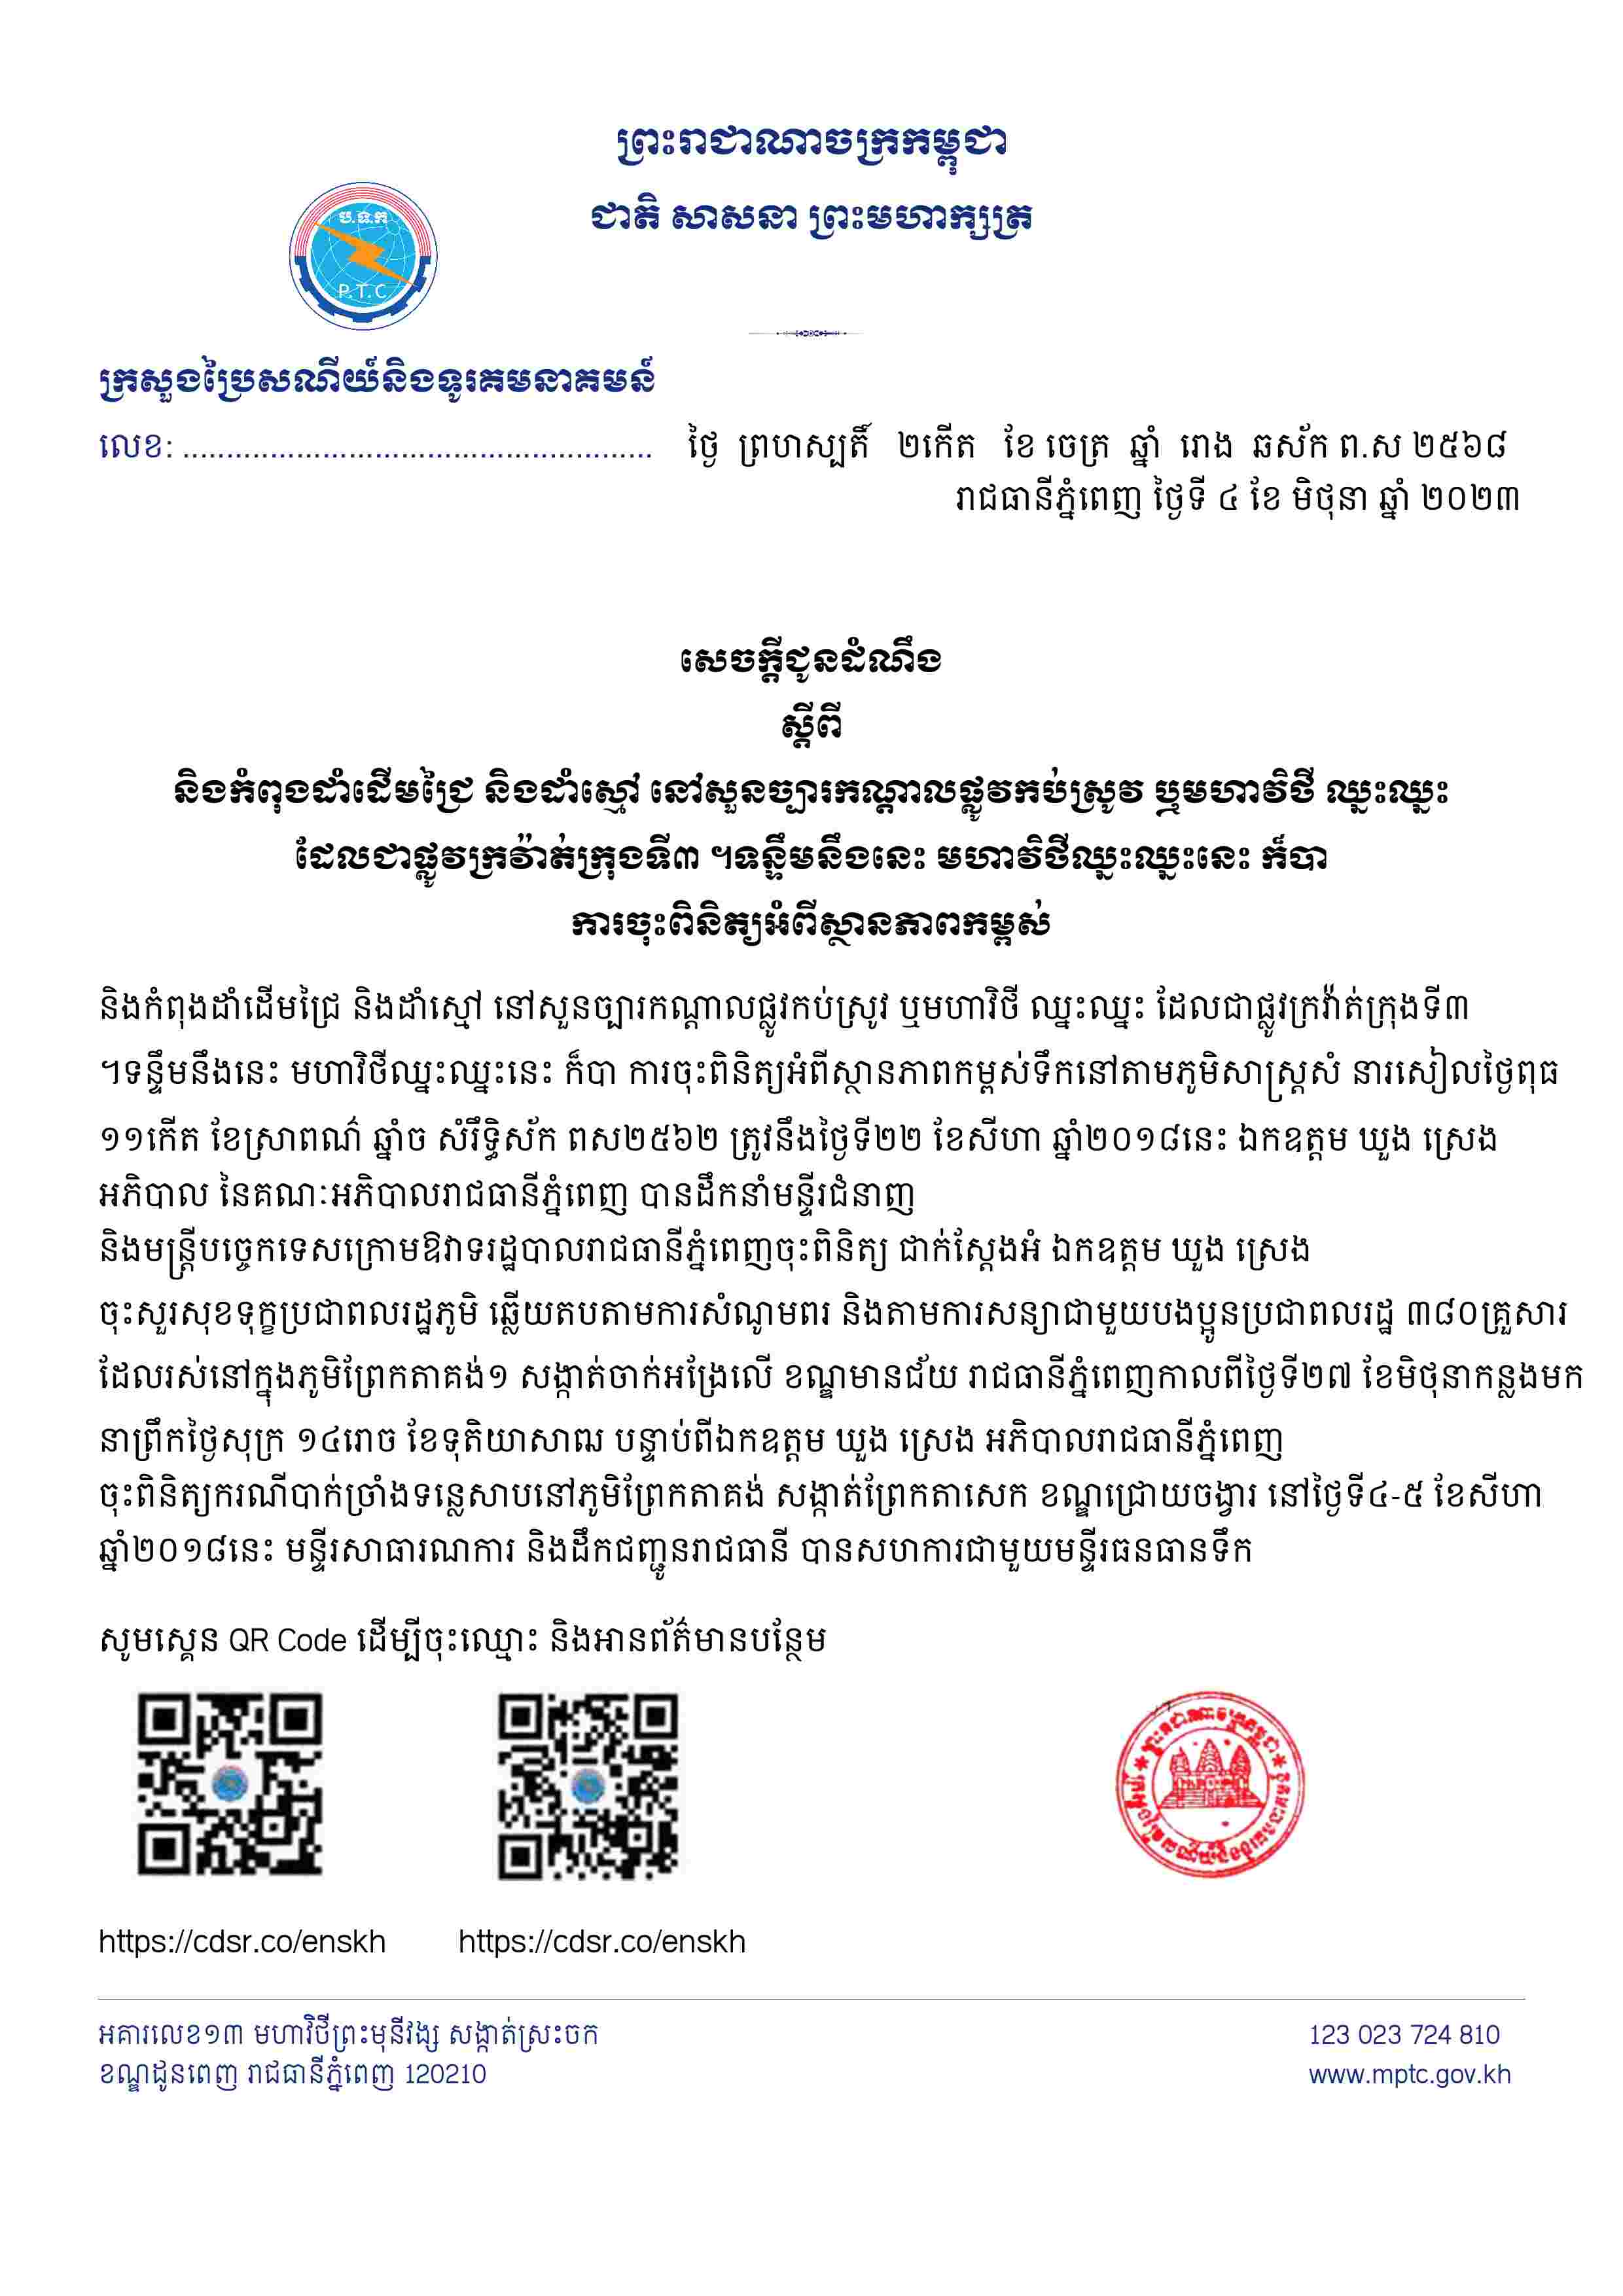 ព្រះរាជាណាចក្រកម្ពុជា
ជាតិ សាសនា ព្រះមហាក្សត្រ
ប.ទ.ក
P.T.C
ក្រសួងប្រៃសណីយ៍និងទូរគមនាគមន៍
លេខ: ......................................................
ថ្ងៃ ព្រហស្បតិ៍ ២កើត ខែ ចេត្រ ឆ្នាំ រោង ឆស័ក ព.ស ២៥៦៨
រាជធានីភ្នំពេញ ថ្ងៃទី ៤ ខែ មិថុនា ឆ្នាំ ២០២៣
សេចក្តីជូនដំណឹង
ស្តីពី
និងកំពុងដាំដើមជ្រៃ និងដាំស្មៅ នៅសួនច្បារកណ្តាលផ្លូវកប់ស្រូវ ឬមហាវិថី ឈ្នះឈ្នះ
ដែលជាផ្លូវក្រវ៉ាត់ក្រុងទី៣ ។ទន្ទឹមនឹងនេះ មហាវិថីឈ្នះឈ្នះនេះ ក៏បា
ការចុះពិនិត្យអំពីស្ថានភាពកម្ពស់
និងកំពុងដាំដើមជ្រៃ និងដាំស្មៅ នៅសួនច្បារកណ្តាលផ្លូវកប់ស្រូវ ឬមហាវិថី ឈ្នះឈ្នះ ដែលជាផ្លូវក្រវ៉ាត់ក្រុងទី៣
។ទន្ទឹមនឹងនេះ មហាវិថីឈ្នះឈ្នះនេះ ក៏បា ការចុះពិនិត្យអំពីស្ថានភាពកម្ពស់ទឹកនៅតាមភូមិសាស្ត្រសំ នារសៀលថ្ងៃពុធ
១១កើត ខែស្រាពណ៌ ឆ្នាំច សំរឹទ្ធិស័ក ពស២៥៦២ ត្រូវនឹងថ្ងៃទី២២ ខែសីហា ឆ្នាំ២០១៨នេះ ឯកឧត្តម ឃួង ស្រេង
អភិបាល នៃគណៈអភិបាលរាជធានីភ្នំពេញ បានដឹកនាំមន្ទីរជំនាញ
និងមន្ត្រីបច្ចេកទេសក្រោមឱវាទរដ្ឋបាលរាជធានីភ្នំពេញចុះពិនិត្យ ជាក់ស្តែងអំ ឯកឧត្តម ឃួង ស្រេង
ចុះសួរសុខទុក្ខប្រជាពលរដ្ឋភូមិ ឆ្លើយតបតាមការសំណូមពរ និងតាមការសន្យាជាមួយបងប្អូនប្រជាពលរដ្ឋ ៣៨០គ្រួសារ
ដែលរស់នៅក្នុងភូមិព្រែកតាគង់១ សង្កាត់ចាក់អង្រែលើ ខណ្ឌមានជ័យ រាជធានីភ្នំពេញកាលពីថ្ងៃទី២៧ ខែមិថុនាកន្លងមក
នាព្រឹកថ្ងៃសុក្រ ១៤រោច ខែទុតិយាសាឍ បន្ទាប់ពីឯកឧត្តម ឃួង ស្រេង អភិបាលរាជធានីភ្នំពេញ
ចុះពិនិត្យករណីបាក់ច្រាំងទន្លេសាបនៅភូមិព្រែកតាគង់ សង្កាត់ព្រែកតាសេក ខណ្ឌជ្រោយចង្វារ នៅថ្ងៃទី៤-៥ ខែសីហា
ឆ្នាំ២០១៨នេះ មន្ទីរសាធារណការ និងដឹកជញ្ជូនរាជធានី បានសហការជាមួយមន្ទីរធនធានទឹក
សូមស្កេន QR Code ដើម្បីចុះឈ្មោះ និងអានព័ត៌មានបន្ថែម
ព្រះរាជាណាចក្រកម្ពុជា
ក្រសួងប្រៃសណីយ៍និងទូរគមនាគមន៍
https://cdsr.co/enskh https://cdsr.co/enskh
អគារលេខ១៣ មហាវិថីព្រះមុនីវង្ស សង្កាត់ស្រះចក
ខណ្ឌដូនពេញ រាជធានីភ្នំពេញ 120210
123 023 724 810
www.mptc.gov.kh